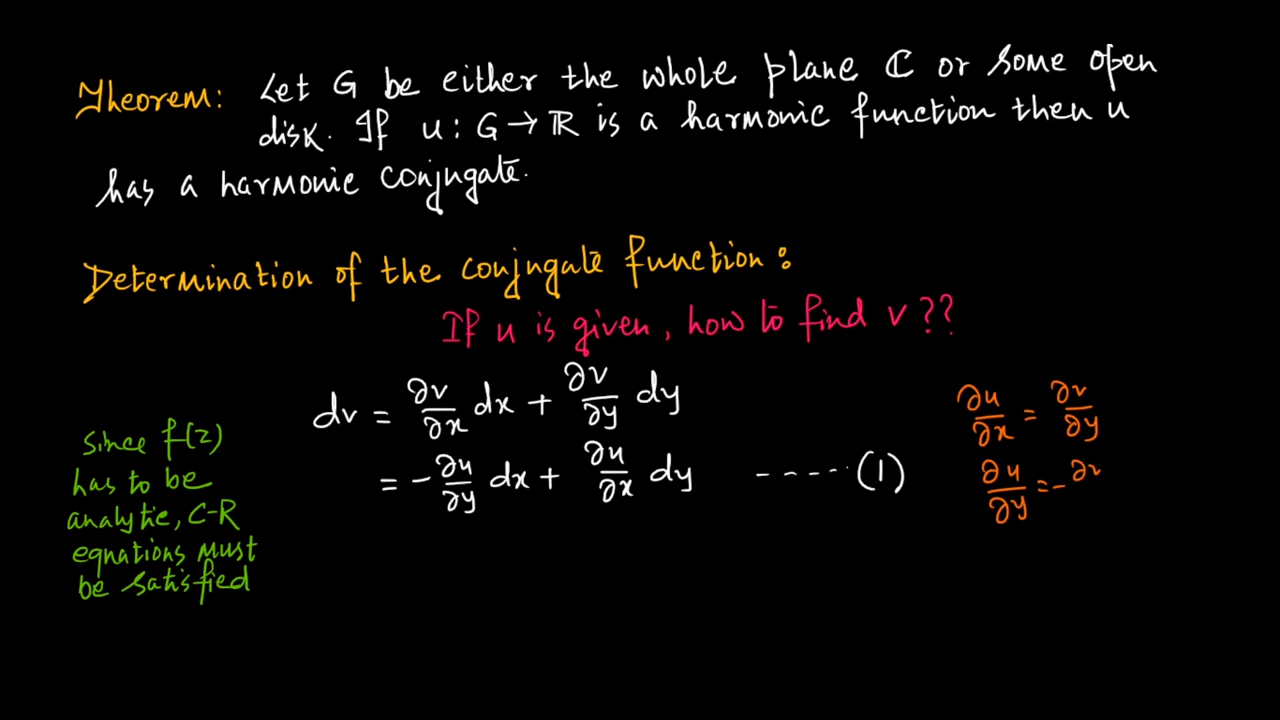 Theorem: Let G be either the whole plane ℂ or some open
disk. If u : G → ℝ is a harmonic function then u
has a harmonic conjugate.
Determination of the conjugate function:
If u is given, how to find v??
dv = ∂v/∂x dx + ∂v/∂y dy
= -∂u/∂y dx + ∂u/∂x dy ----- (1)
Since f(z)
has to be
analytic, C-R
equations must
be satisfied
∂u/∂x = ∂v/∂y
∂u/∂y = - ∂v